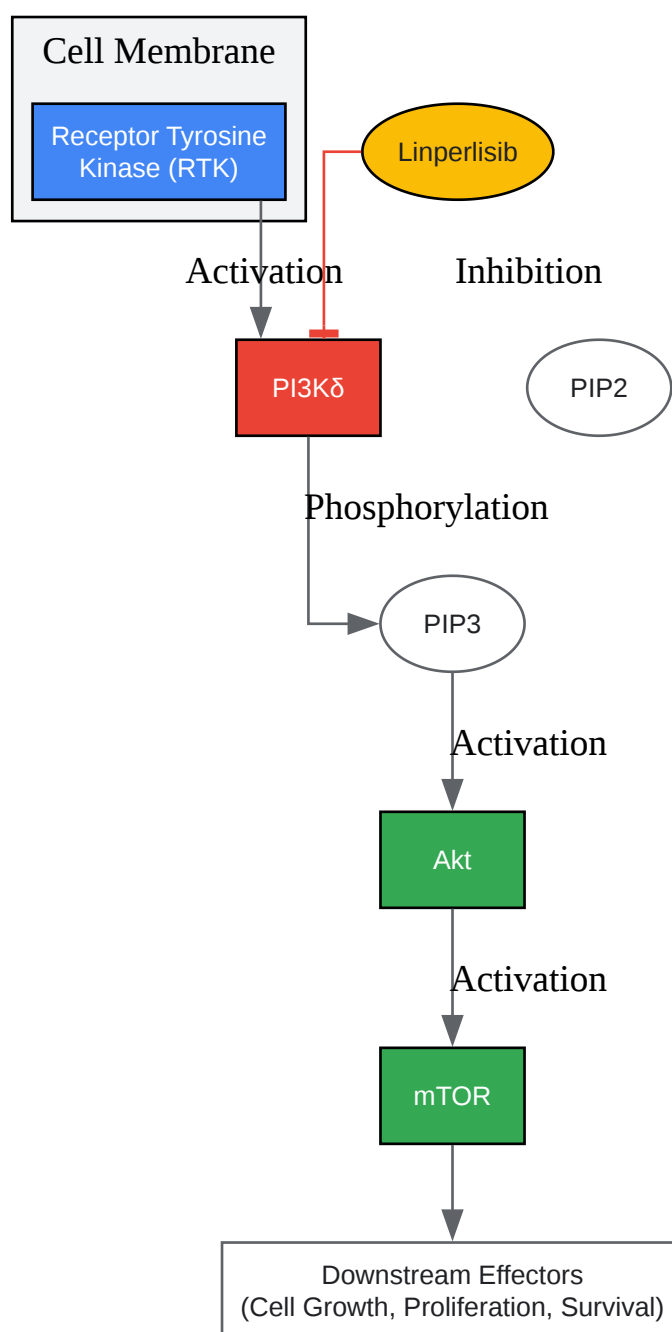 Cell Membrane
Receptor Tyrosine
Kinase (RTK)
Linperlisib
Activation
Inhibition
PI3Kδ
PIP2
Phosphorylation
PIP3
Activation
Akt
Activation
mTOR
Downstream Effectors
(Cell Growth, Proliferation, Survival)